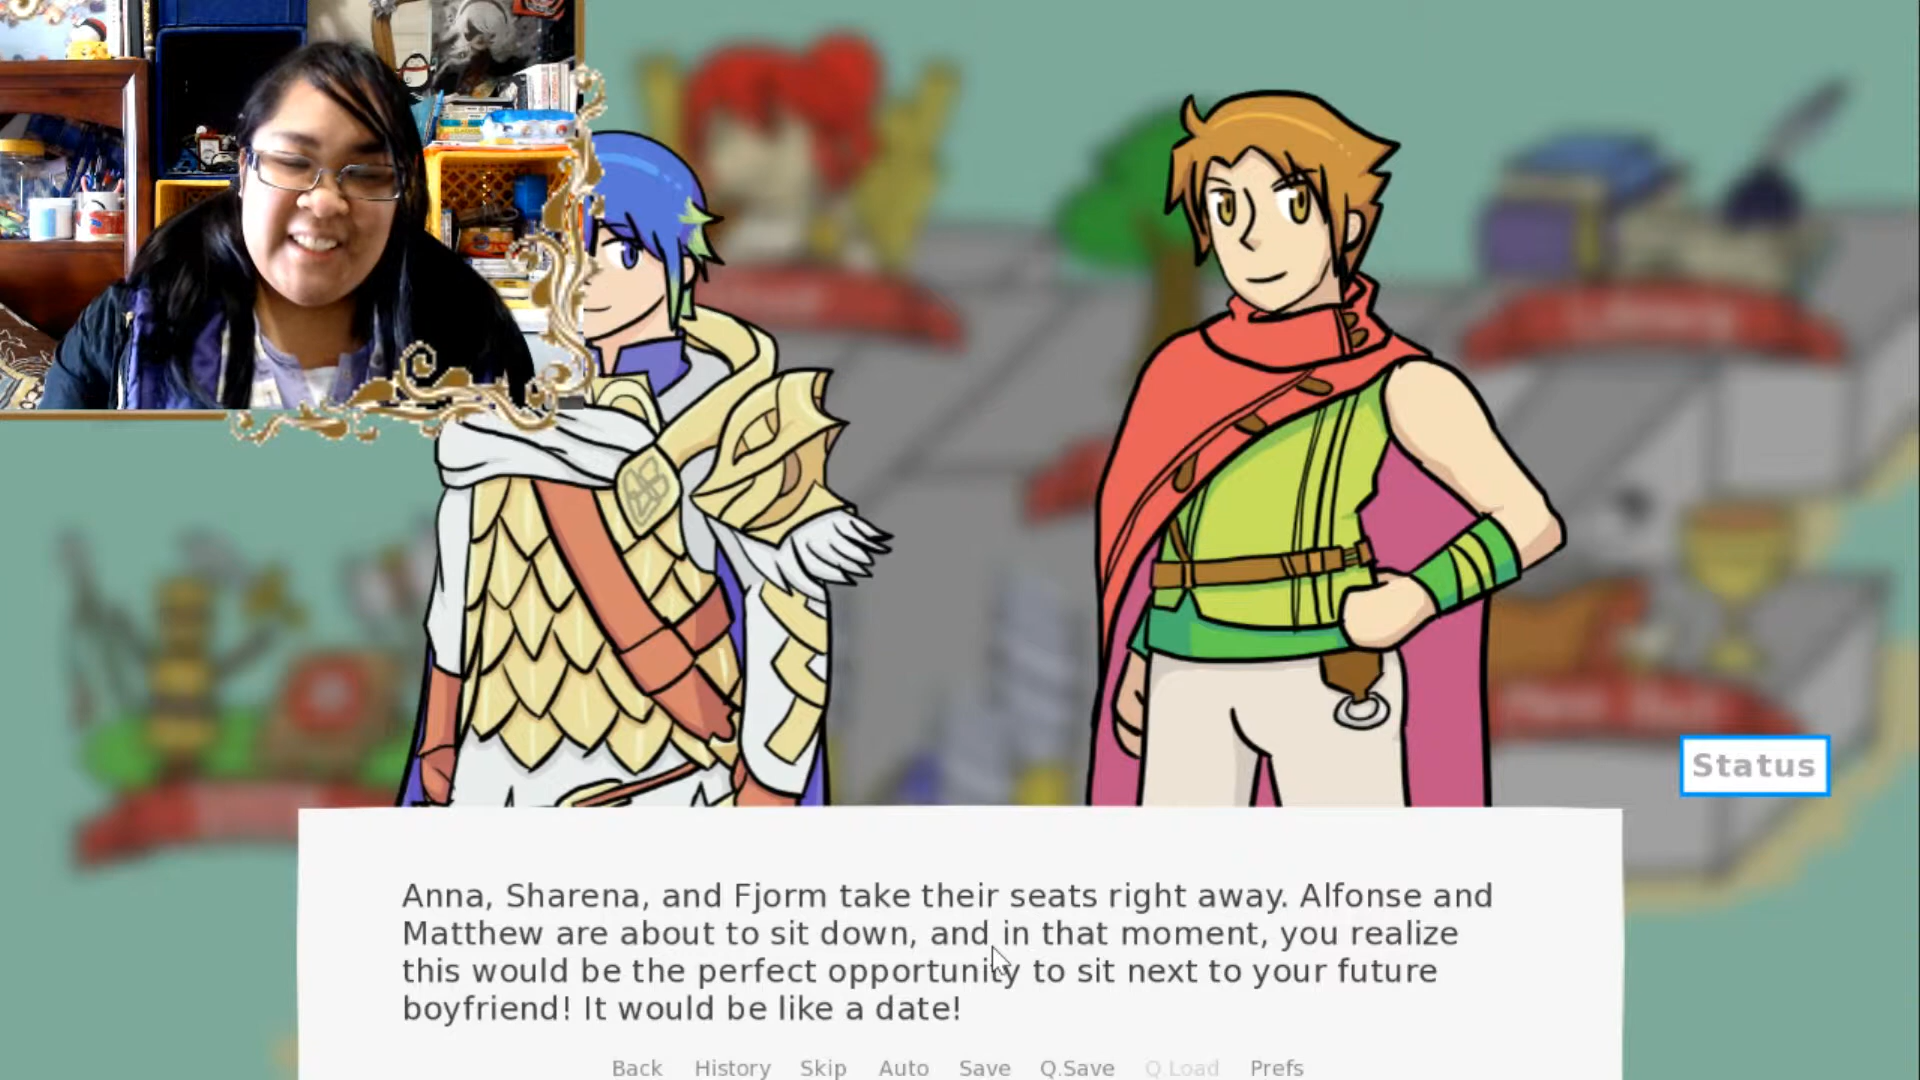 Status
Anna, Sharena, and Fjorm take their seats right away. Alfonse and
Matthew are about to sit down, and in that moment, you realize
this would be the perfect opportunity to sit next to your future
boyfriend! It would be like a date!
Back History Skip Auto Save Q.Save Q.Load Prefs